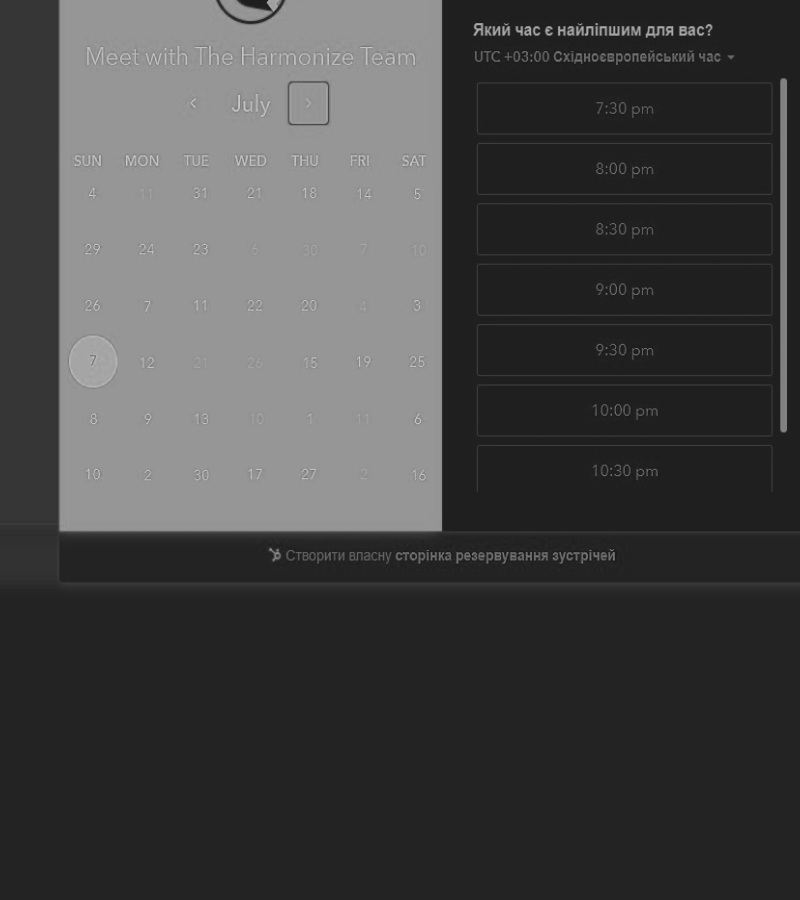 Meet with The Harmonize Team
July
SUN MON TUE WED THU FRI SAT
4 11 31 21 18 14 5
29 24 23 6 30 7 10
26 7 11 22 20 4 3
7 12 21 26 15 19 25
8 9 13 10 1 11 6
10 2 30 17 27 2 16
Який час є найліпшим для вас?
UTC +03:00 Східноєвропейський час
7:30 pm
8:00 pm
8:30 pm
9:00 pm
9:30 pm
10:00 pm
10:30 pm
Створити власну сторінка резервування зустрічей